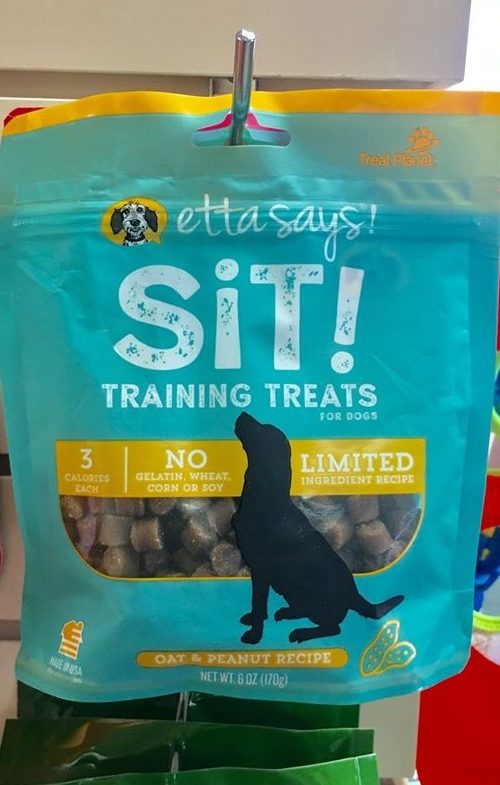 Treat Planet
etta says!
SiT!
TRAINING TREATS
FOR DOGS
3
CALORIES
EACH
NO
GELATIN, WHEAT,
CORN OR SOY
LIMITED
INGREDIENT RECIPE
MADE IN USA
OAT & PEANUT RECIPE
NET WT. 6 OZ (170g)